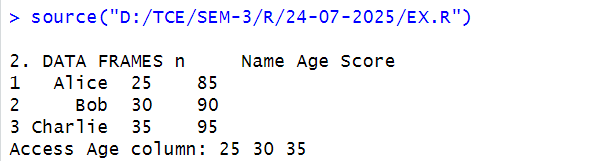 > source("D:/TCE/SEM-3/R/24-07-2025/EX.R")
2. DATA FRAMES n     Name Age Score
1   Alice  25    85
2     Bob  30    90
3 Charlie  35    95
Access Age column: 25 30 35